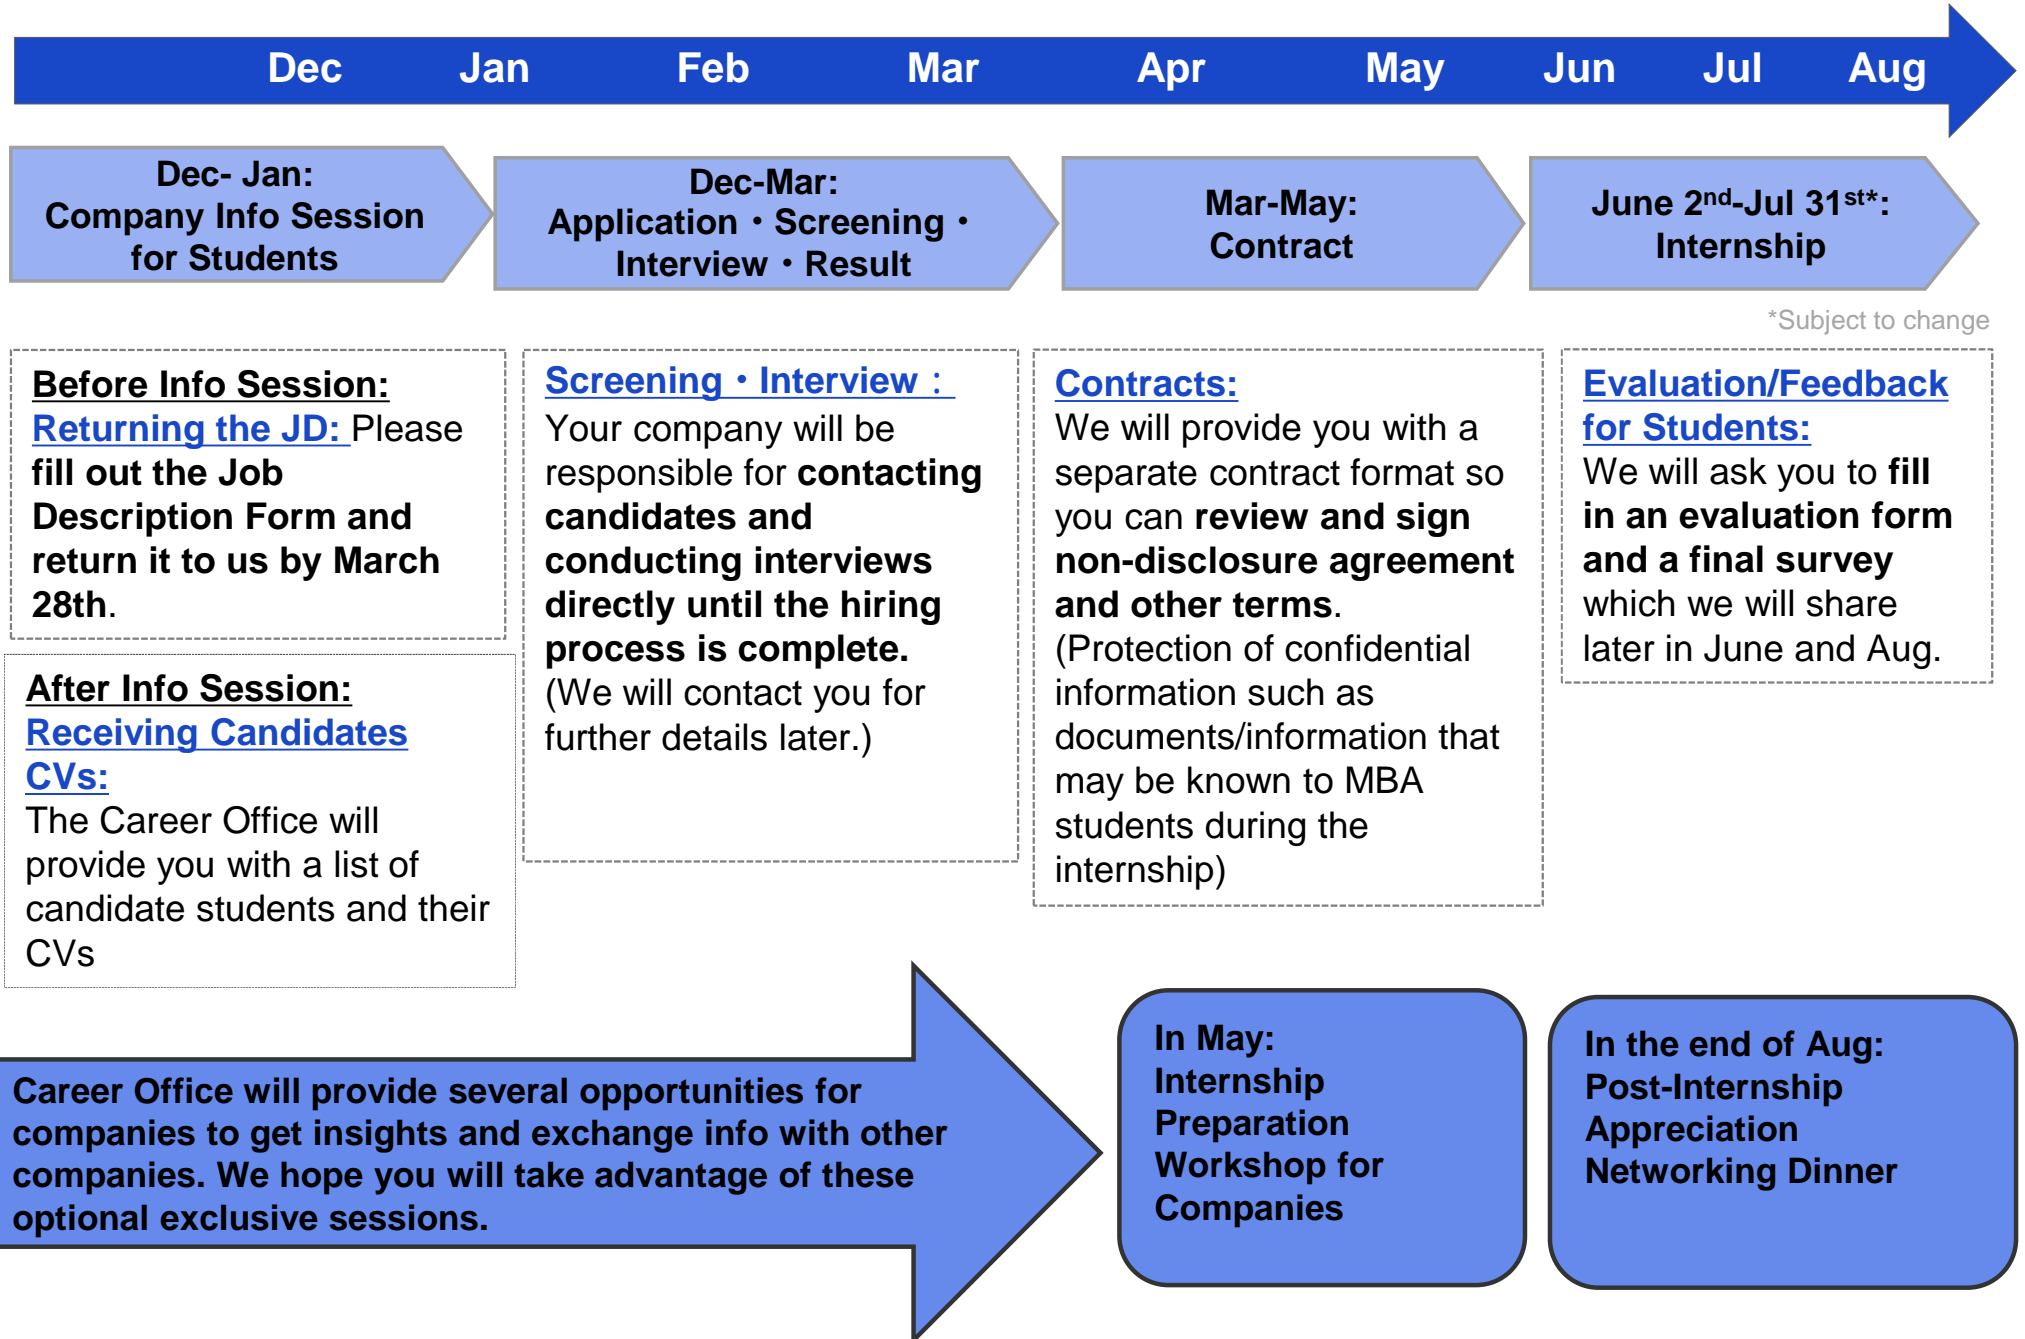 Dec Jan Feb Mar Apr May Jun Jul Aug
Dec- Jan:
Company Info Session
for Students
Dec-Mar:
Application・Screening・
Interview・Result
Mar-May:
Contract
June 2nd-Jul 31st*:
Internship
*Subject to change
Before Info Session:
Returning the JD: Please
fill out the Job
Description Form and
return it to us by March
28th.
After Info Session:
Receiving Candidates
CVs:
The Career Office will
provide you with a list of
candidate students and their
CVs
Screening・Interview：
Your company will be
responsible for contacting
candidates and
conducting interviews
directly until the hiring
process is complete.
(We will contact you for
further details later.)
Contracts:
We will provide you with a
separate contract format so
you can review and sign
non-disclosure agreement
and other terms.
(Protection of confidential
information such as
documents/information that
may be known to MBA
students during the
internship)
Evaluation/Feedback
for Students:
We will ask you to fill
in an evaluation form
and a final survey
which we will share
later in June and Aug.
Career Office will provide several opportunities for
companies to get insights and exchange info with other
companies. We hope you will take advantage of these
optional exclusive sessions.
In May:
Internship
Preparation
Workshop for
Companies
In the end of Aug:
Post-Internship
Appreciation
Networking Dinner